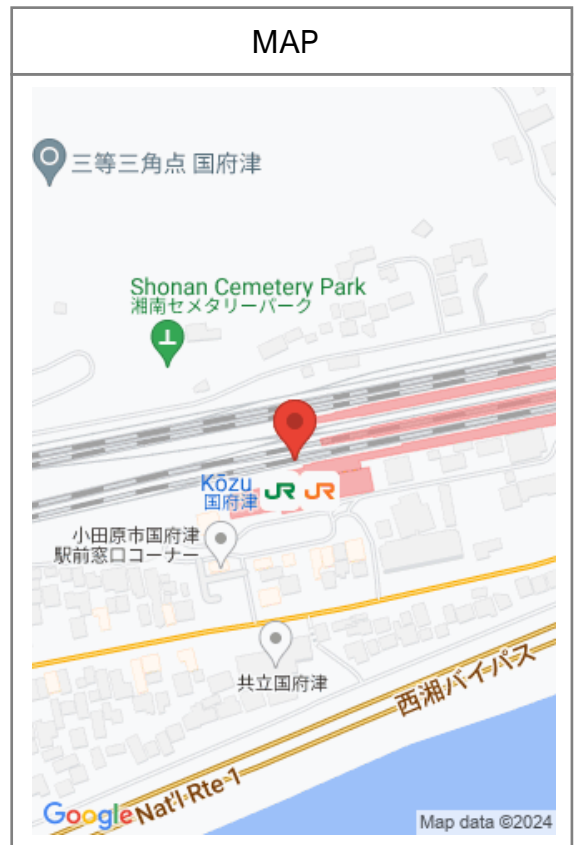 MAP
三等三角点 国府津
Shonan Cemetery Park
湘南セメタリーパーク
Kōzu
国府津
JR JR
小田原市国府津
駅前窓口コーナー
共立国府津
西湘バイパス
Nat'l Rte 1
Google
Map data ©2024